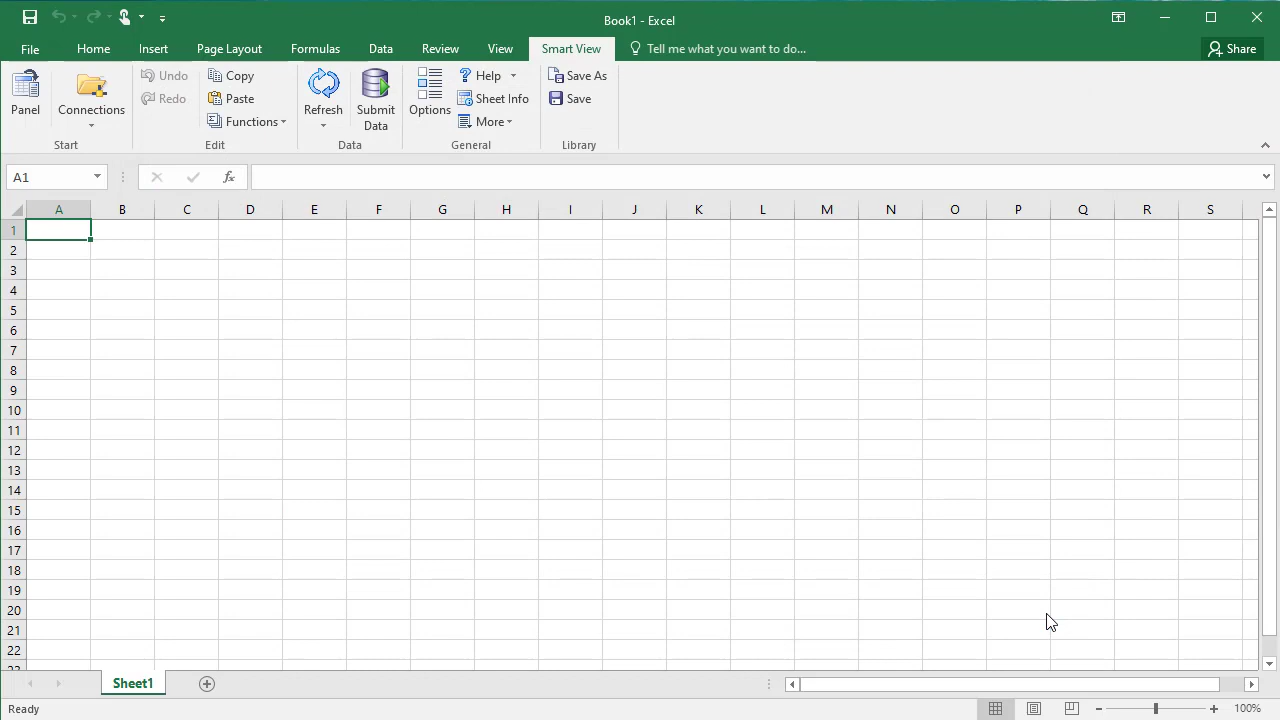 Book1 - Excel
File Home Insert Page Layout Formulas Data Review View Smart View Tell me what you want to do... Share
Panel Connections Undo Redo Copy Paste Functions Refresh Submit Data Options Help Sheet Info More Save As Save
Start Edit Data General Library
A1 fx
A B C D E F G H I J K L M N O P Q R S
1
2
3
4
5
6
7
8
9
10
11
12
13
14
15
16
17
18
19
20
21
22
23
Sheet1
Ready 100%